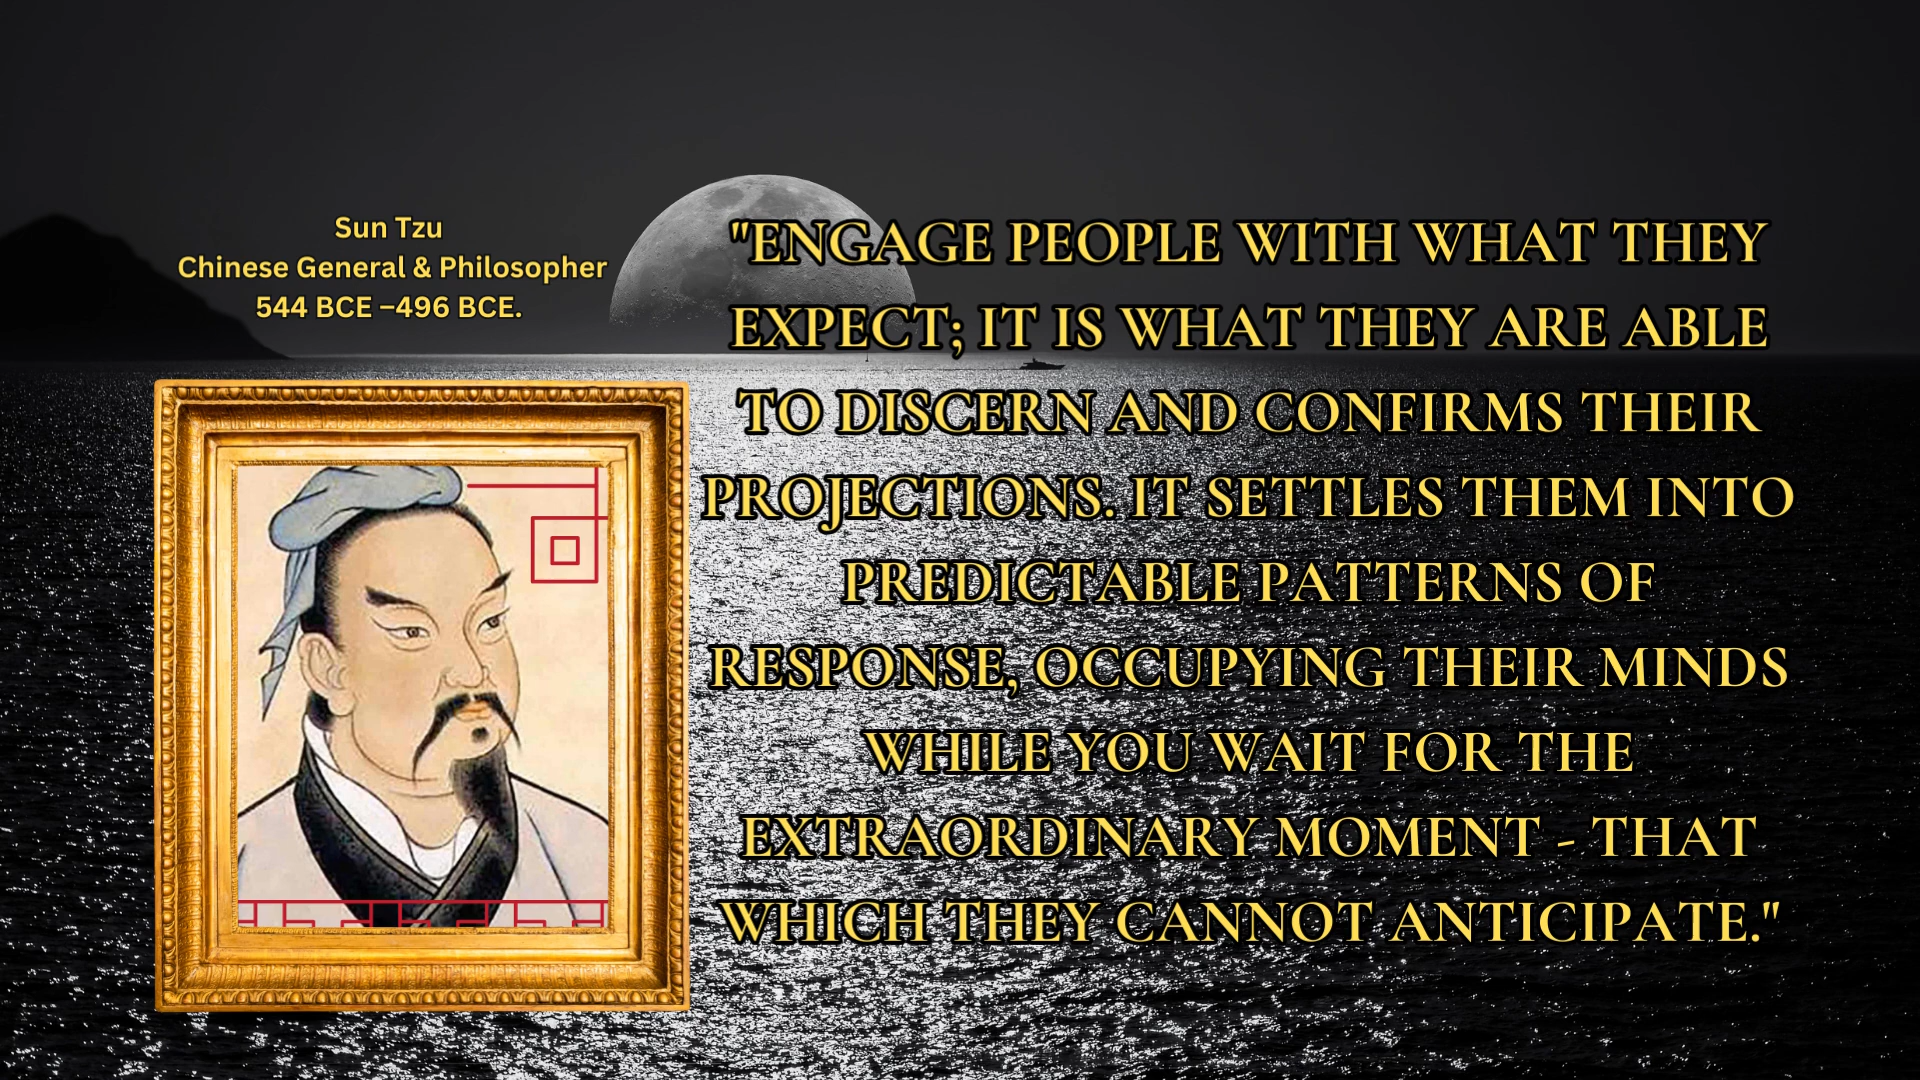 Sun Tzu
Chinese General & Philosopher
544 BCE –496 BCE.
"ENGAGE PEOPLE WITH WHAT THEY
EXPECT; IT IS WHAT THEY ARE ABLE
TO DISCERN AND CONFIRMS THEIR
PROJECTIONS. IT SETTLES THEM INTO
PREDICTABLE PATTERNS OF
RESPONSE, OCCUPYING THEIR MINDS
WHILE YOU WAIT FOR THE
EXTRAORDINARY MOMENT - THAT
WHICH THEY CANNOT ANTICIPATE."